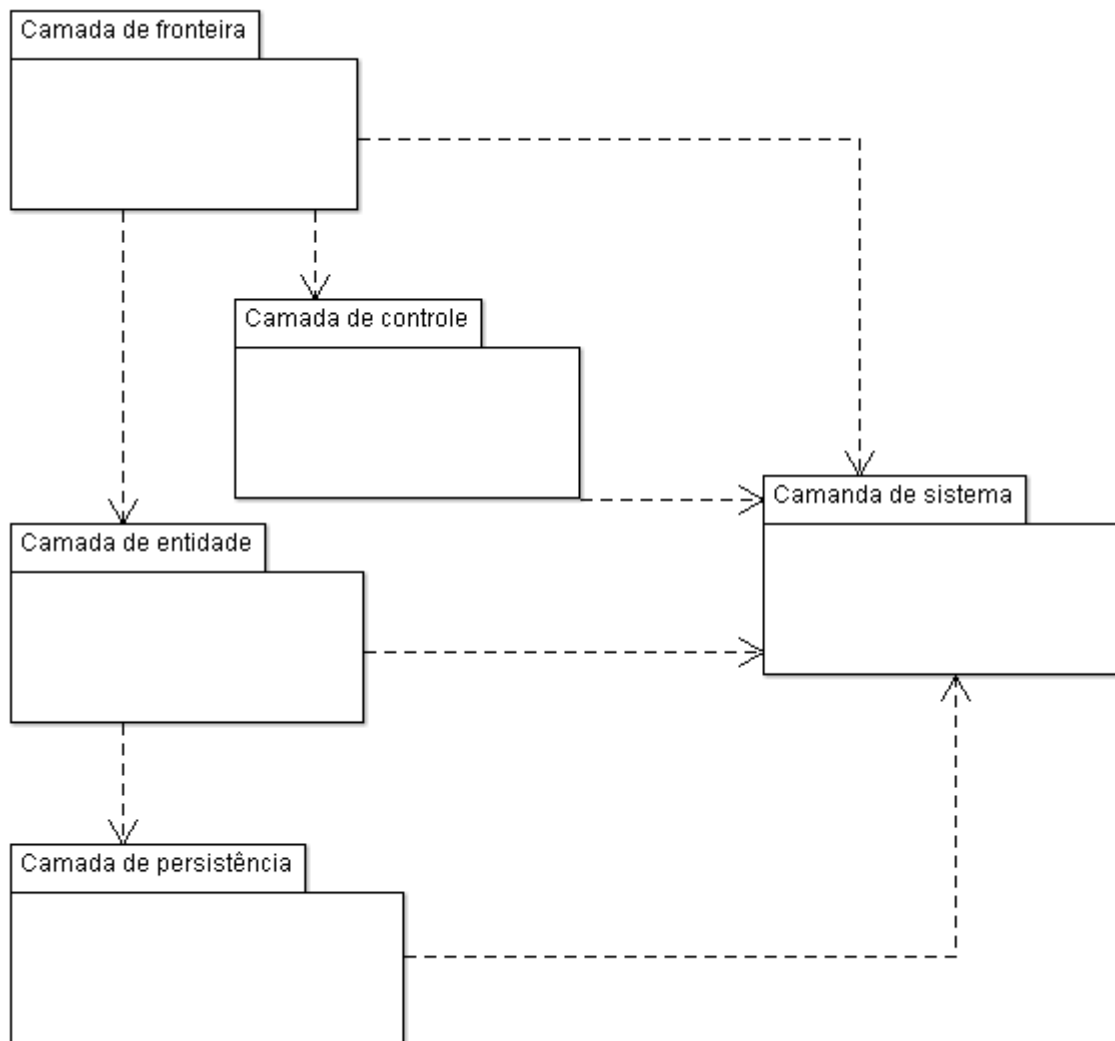 Camada de fronteira
Camada de controle
Camanda de sistema
Camada de entidade
Camada de persistência